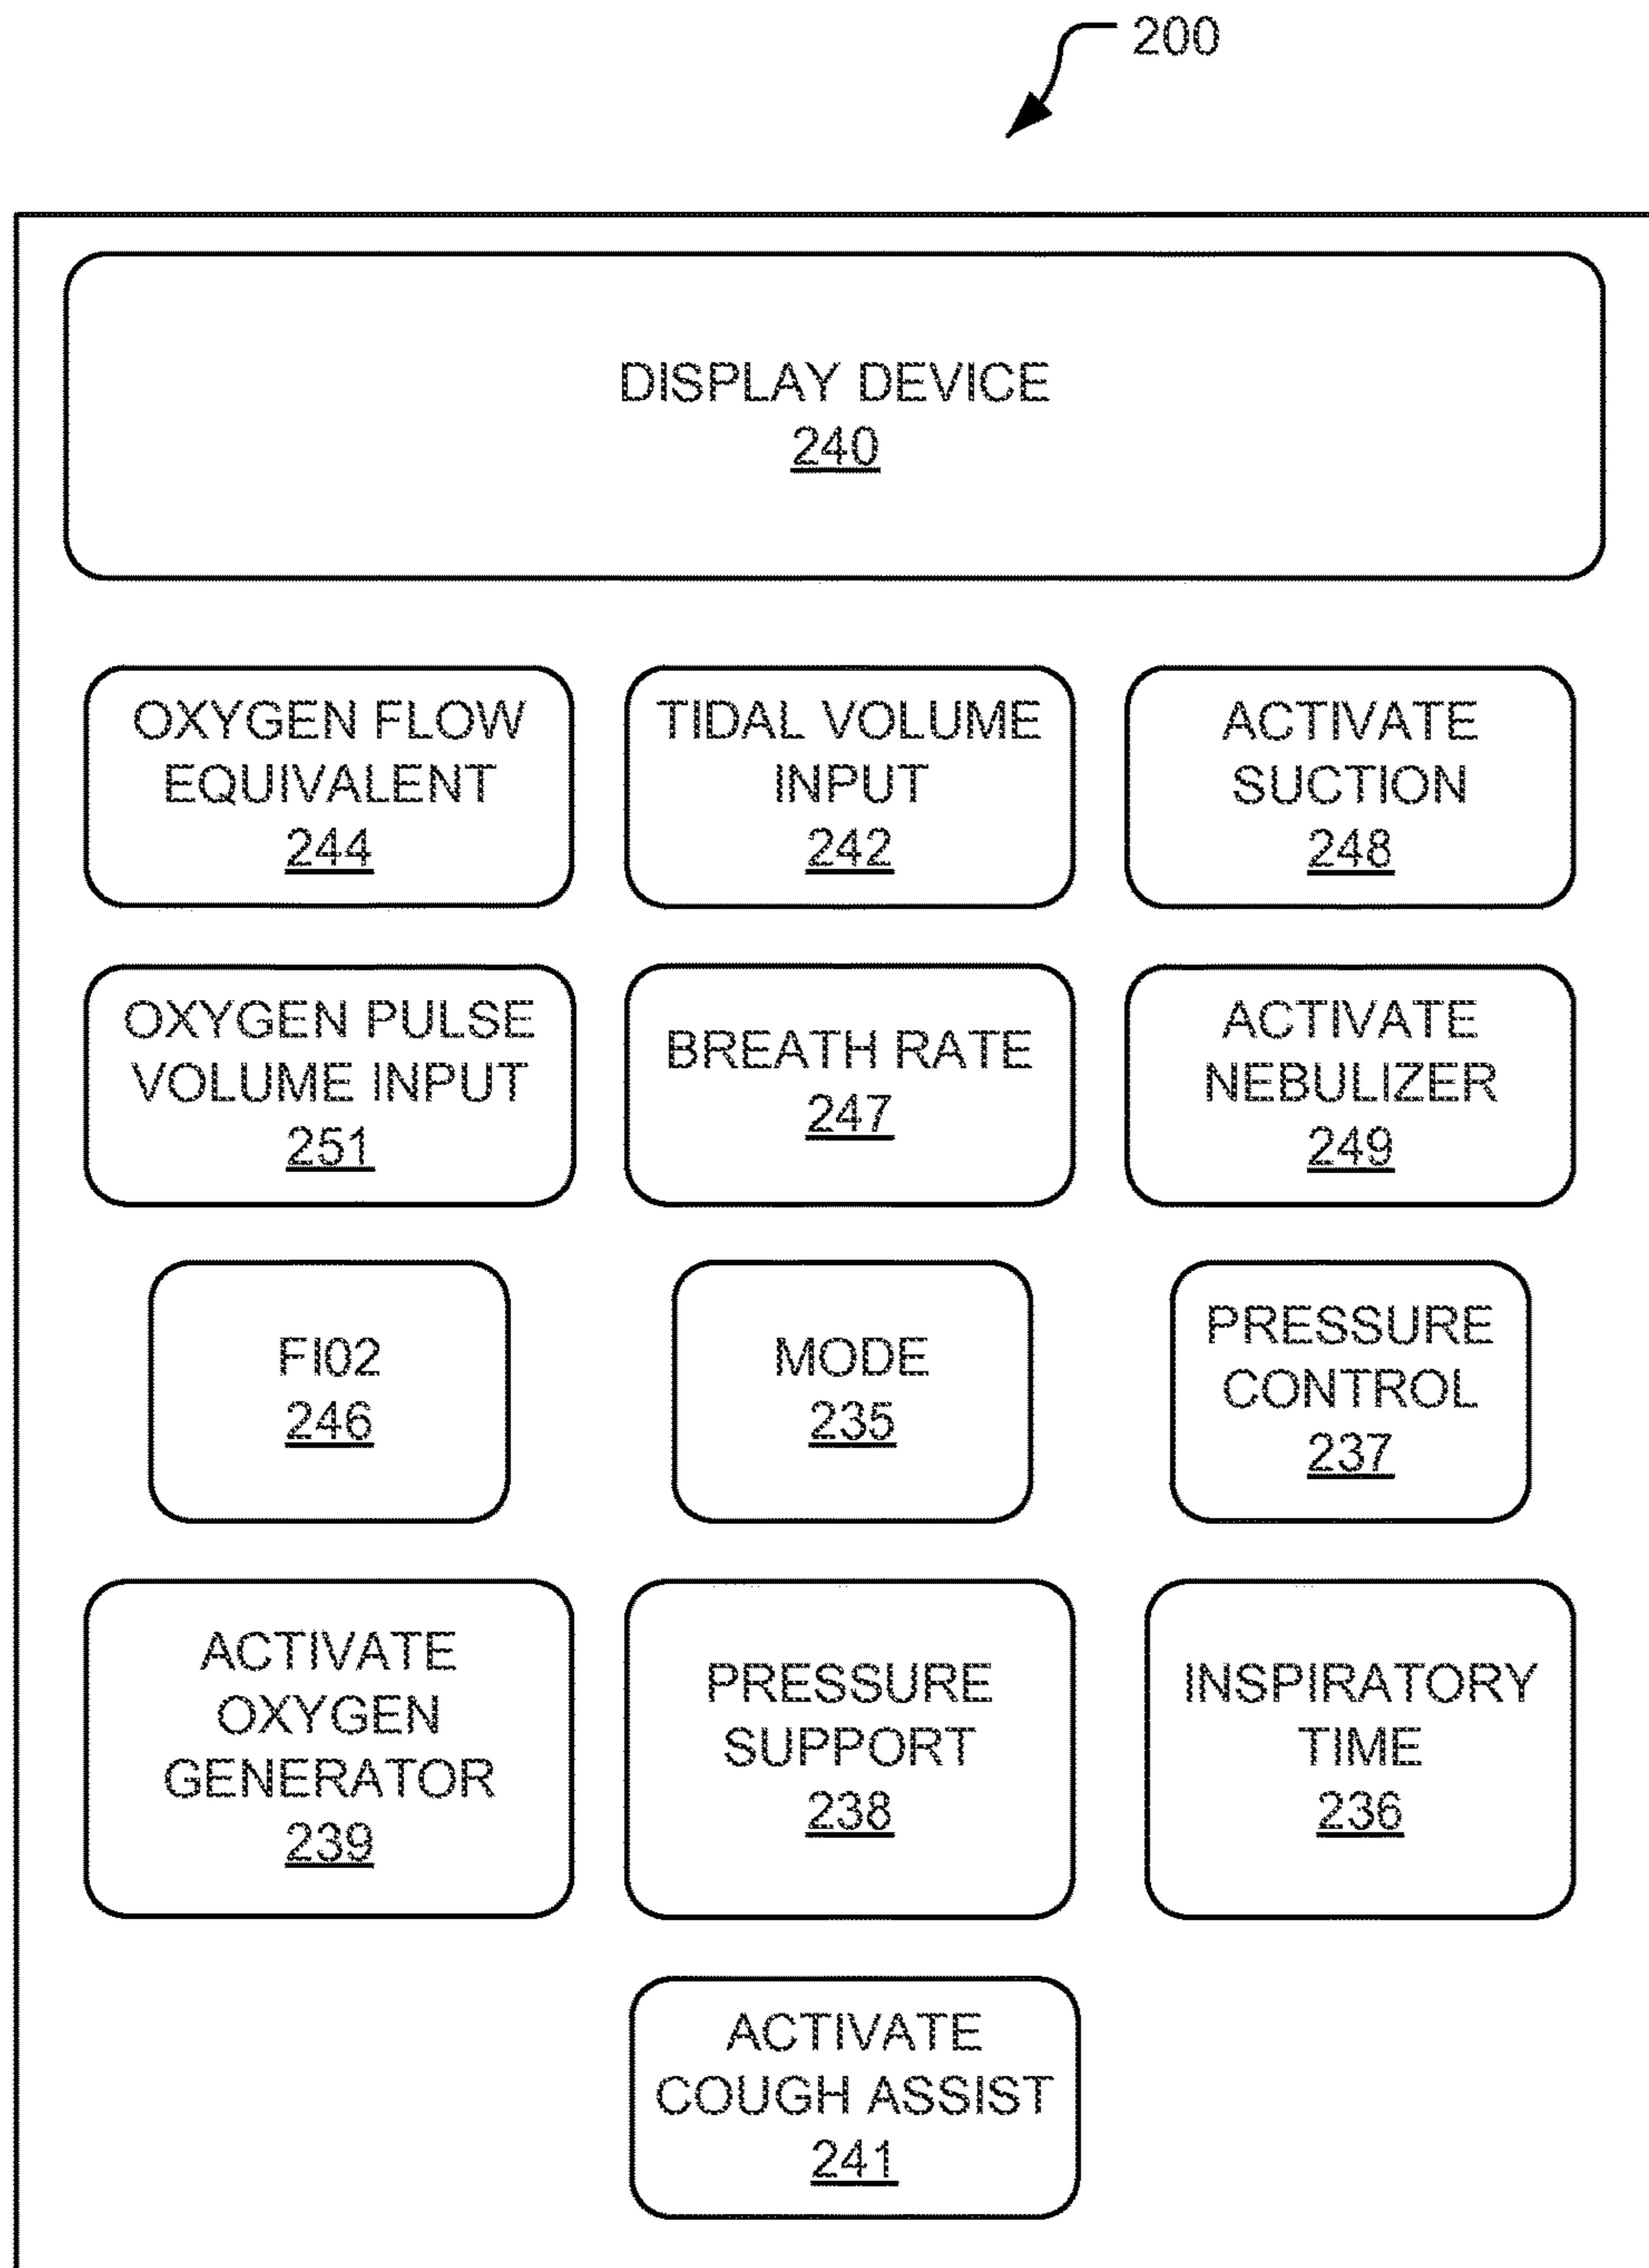 200
DISPLAY DEVICE
240
OXYGEN FLOW
EQUIVALENT
244
TIDAL VOLUME
INPUT
242
ACTIVATE
SUCTION
248
OXYGEN PULSE
VOLUME INPUT
251
BREATH RATE
247
ACTIVATE
NEBULIZER
249
FI02
246
MODE
235
PRESSURE
CONTROL
237
ACTIVATE
OXYGEN
GENERATOR
239
PRESSURE
SUPPORT
238
INSPIRATORY
TIME
236
ACTIVATE
COUGH ASSIST
241